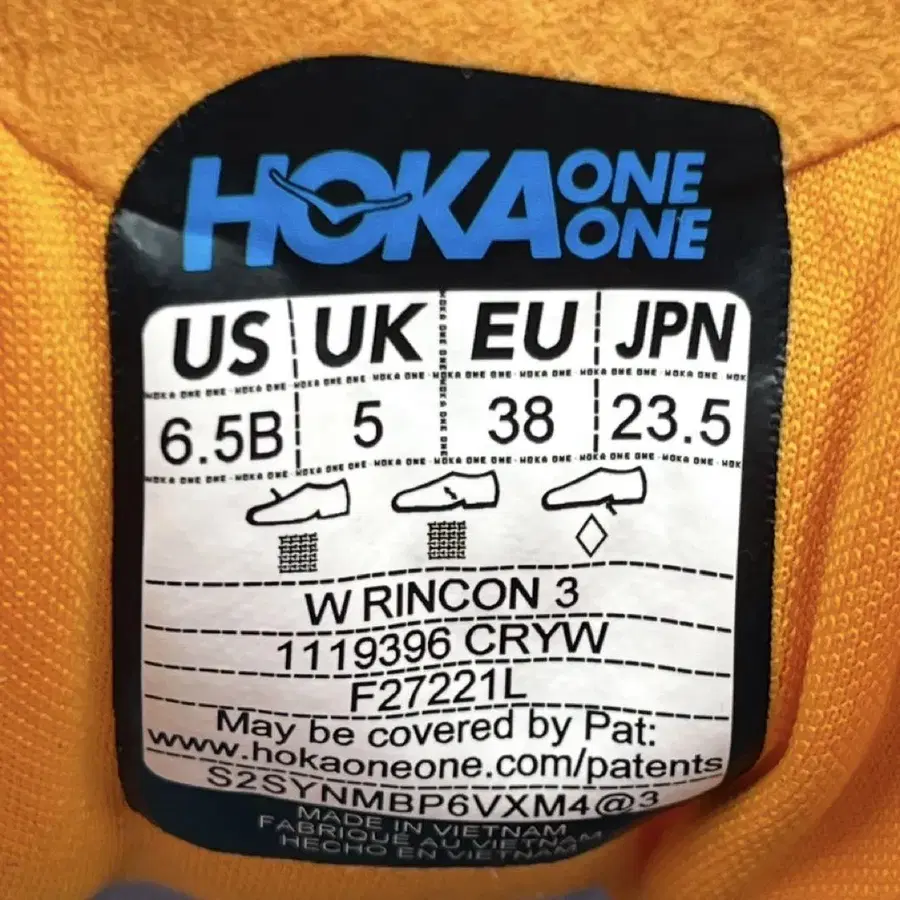 HOKA ONE ONE
US UK EU JPN
6.5B 5 38 23.5
W RINCON 3
1119396 CRYW
F27221L
May be covered by Pat:
www.hokaoneone.com/patents
S2SYNMBP6VXM4@3
MADE IN VIETNAM
FABRIQUÉ AU VIETNAM
HECHO EN VIETNAM